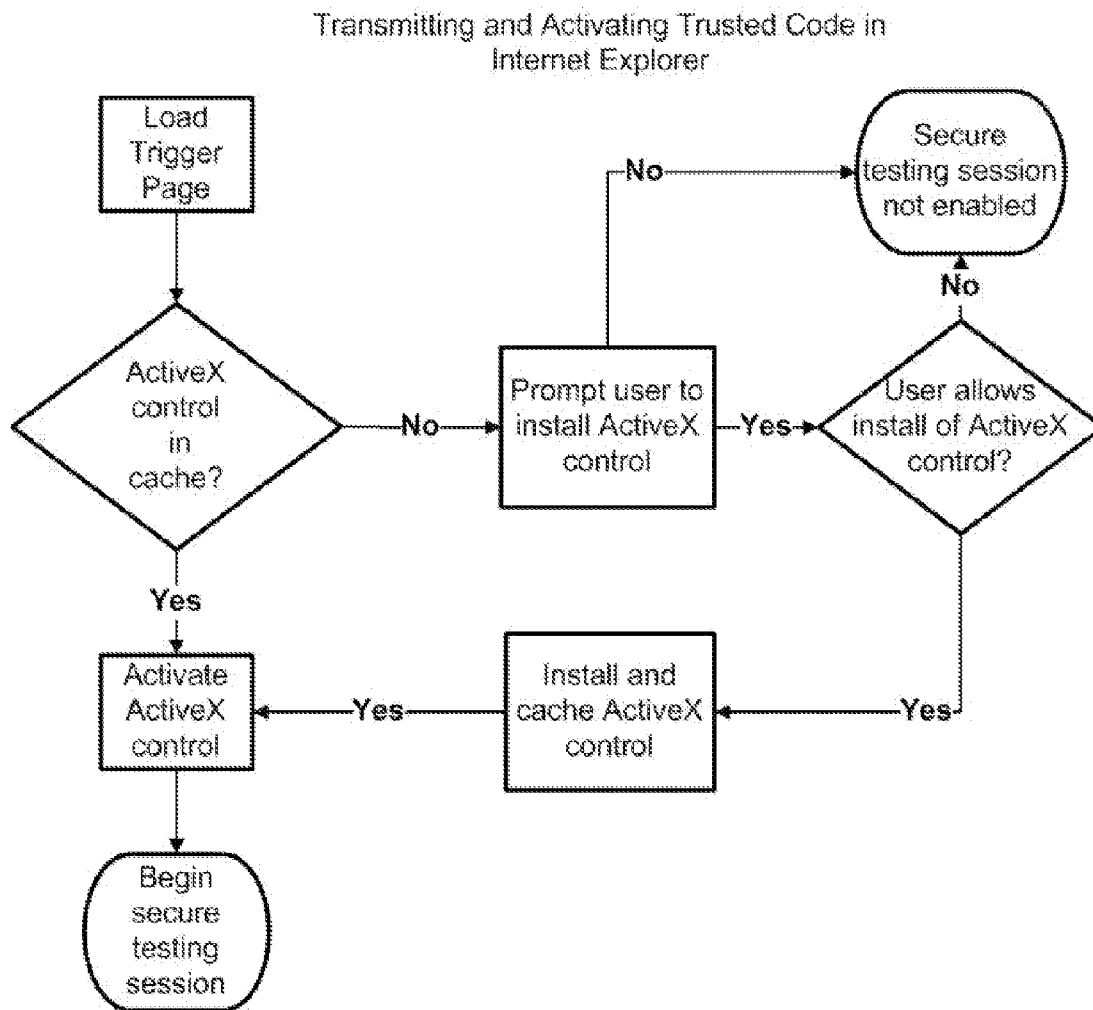 Transmitting and Activating Trusted Code in
Internet Explorer
Load
Trigger
Page
Secure
testing session
not enabled
No
No
ActiveX
control
in
cache?
No
Prompt user to
install ActiveX
control
Yes
User allows
install of ActiveX
control?
Yes
Activate
ActiveX
control
Yes
Install and
cache ActiveX
control
Yes
Begin
secure
testing
session